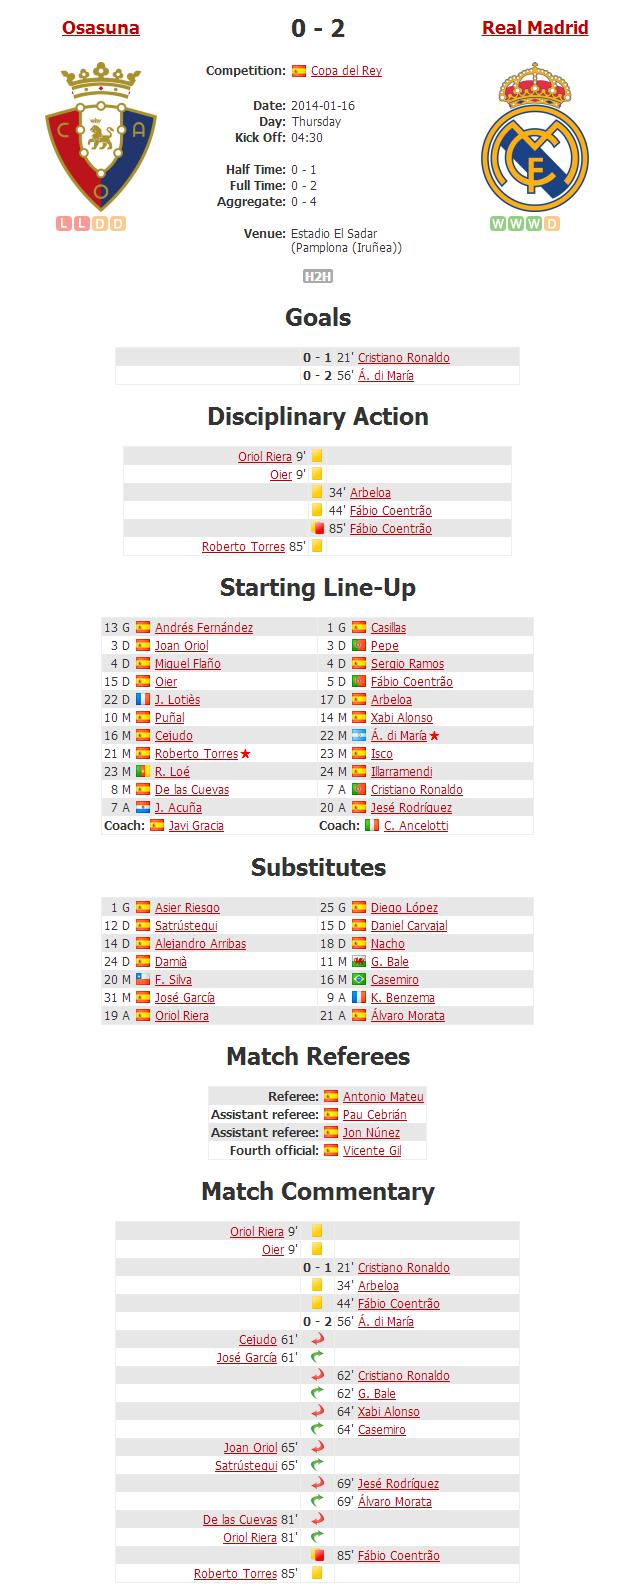 Osasuna 0 - 2 Real Madrid
Competition: Copa del Rey
Date: 2014-01-16
Day: Thursday
Kick Off: 04:30
Half Time: 0 - 1
Full Time: 0 - 2
Aggregate: 0 - 4
L L D D
W W W D
Venue: Estadio El Sadar
(Pamplona (Iruñea))
H2H
Goals
0 - 1 21' Cristiano Ronaldo
0 - 2 56' Á. di María
Disciplinary Action
Oriol Riera 9'
Oier 9'
34' Arbeloa
44' Fábio Coentrão
85' Fábio Coentrão
Roberto Torres 85'
Starting Line-Up
13 G Andrés Fernández 1 G Casillas
3 D Joan Oriol 3 D Pepe
4 D Miguel Flaño 4 D Sergio Ramos
15 D Oier 5 D Fábio Coentrão
22 D J. Lotiès 17 D Arbeloa
10 M Puñal 14 M Xabi Alonso
16 M Cejudo 22 M Á. di María
21 M Roberto Torres 23 M Isco
23 M R. Loé 24 M Illarramendi
8 M De las Cuevas 7 A Cristiano Ronaldo
7 A J. Acuña 20 A Jesé Rodríguez
Coach: Javi Gracia Coach: C. Ancelotti
Substitutes
1 G Asier Riesgo 25 G Diego López
12 D Satrústegui 15 D Daniel Carvajal
14 D Alejandro Arribas 18 D Nacho
24 D Damià 11 M G. Bale
20 M F. Silva 16 M Casemiro
31 M José García 9 A K. Benzema
19 A Oriol Riera 21 A Álvaro Morata
Match Referees
Referee: Antonio Mateu
Assistant referee: Pau Cebrián
Assistant referee: Jon Núnez
Fourth official: Vicente Gil
Match Commentary
Oriol Riera 9'
Oier 9'
0 - 1 21' Cristiano Ronaldo
34' Arbeloa
44' Fábio Coentrão
0 - 2 56' Á. di María
Cejudo 61'
José García 61'
62' Cristiano Ronaldo
62' G. Bale
64' Xabi Alonso
64' Casemiro
Joan Oriol 65'
Satrústegui 65'
69' Jesé Rodríguez
69' Álvaro Morata
De las Cuevas 81'
Oriol Riera 81'
85' Fábio Coentrão
Roberto Torres 85'